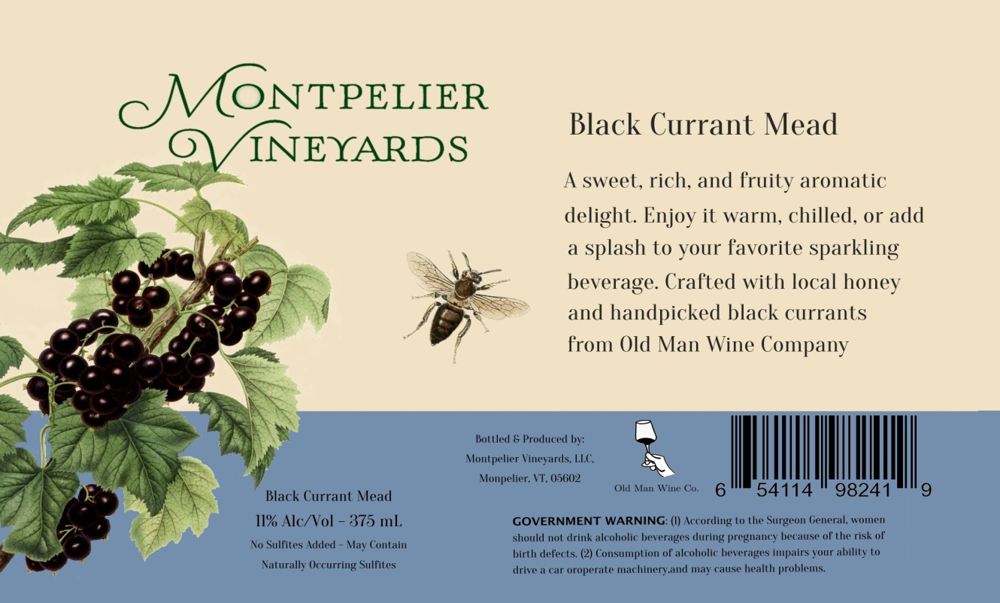 MONTPELIER
VINEYARDS
Black Currant Mead
A sweet, rich, and fruity aromatic
delight. Enjoy it warm, chilled, or add
a splash to your favorite sparkling
beverage. Crafted with local honey
and handpicked black currants
from Old Man Wine Company
Black Currant Mead
11% Alc/Vol - 375 mL
No Sulfites Added - May Contain
Naturally Occurring Sulfites
Bottled & Produced by:
Montpelier Vineyards, LLC,
Monpelier, VT, 05602
Old Man Wine Co.
6 54114 98241 9
GOVERNMENT WARNING: (1) According to the Surgeon General, women
should not drink alcoholic beverages during pregnancy because of the risk of
birth defects. (2) Consumption of alcoholic beverages impairs your ability to
drive a car oroperate machinery,and may cause health problems.